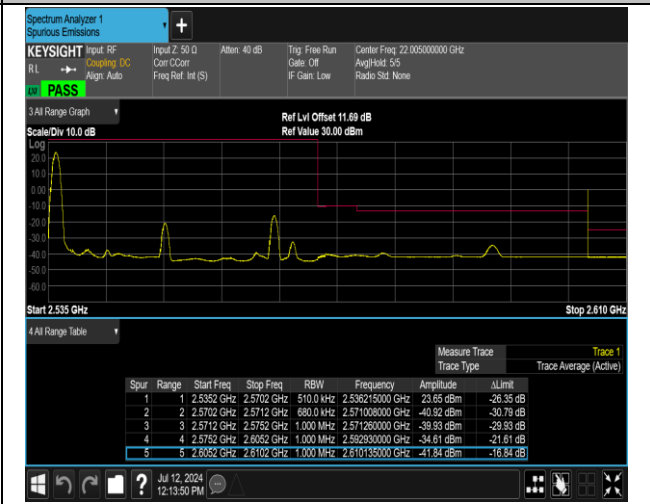 Spectrum Analyzer 1
Spurious Emissions
+
KEYSIGHT Input: RF Input Z: 50 Ω Atten: 40 dB Trig: Free Run Center Freq: 22.005000000 GHz
RL Coupling: DC Corr CCorr Gate: Off Avg|Hold: 5/5
Align: Auto Freq Ref: Int (S) IF Gain: Low Radio Std: None
PASS
3 All Range Graph
Ref Lvl Offset 11.69 dB
Scale/Div 10.0 dB Ref Value 30.00 dBm
Log
20.0
10.0
0.00
-10.0
-20.0
-30.0
-40.0
-50.0
-60.0
Start 2.535 GHz Stop 2.610 GHz
4 All Range Table
Measure Trace Trace 1
Trace Type Trace Average (Active)
Spur Range Start Freq Stop Freq RBW Frequency Amplitude ΔLimit
1 1 2.5352 GHz 2.5702 GHz 510.0 kHz 2.536215000 GHz 23.65 dBm -26.35 dB
2 2 2.5702 GHz 2.5712 GHz 680.0 kHz 2.571008000 GHz -40.92 dBm -30.79 dB
3 3 2.5712 GHz 2.5752 GHz 1.000 MHz 2.571260000 GHz -39.93 dBm -29.93 dB
4 4 2.5752 GHz 2.6052 GHz 1.000 MHz 2.592930000 GHz -34.61 dBm -21.61 dB
5 5 2.6052 GHz 2.6102 GHz 1.000 MHz 2.610135000 GHz -41.84 dBm -16.84 dB
? Jul 12, 2024
12:13:50 PM